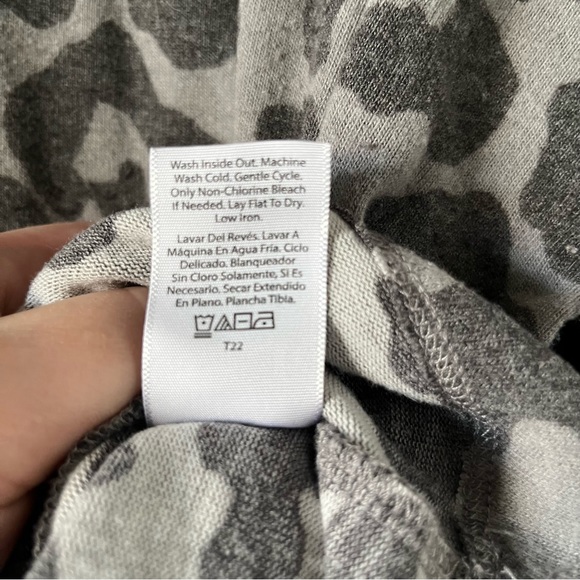 Wash Inside Out. Machine
Wash Cold. Gentle Cycle.
Only Non-Chlorine Bleach
If Needed. Lay Flat To Dry.
Low Iron.
Lavar Del Revés. Lavar A
Máquina En Agua Fría. Ciclo
Delicado. Blanqueador
Sin Cloro Solamente, Si Es
Necesario. Secar Extendido
En Plano. Plancha Tibia.
T22